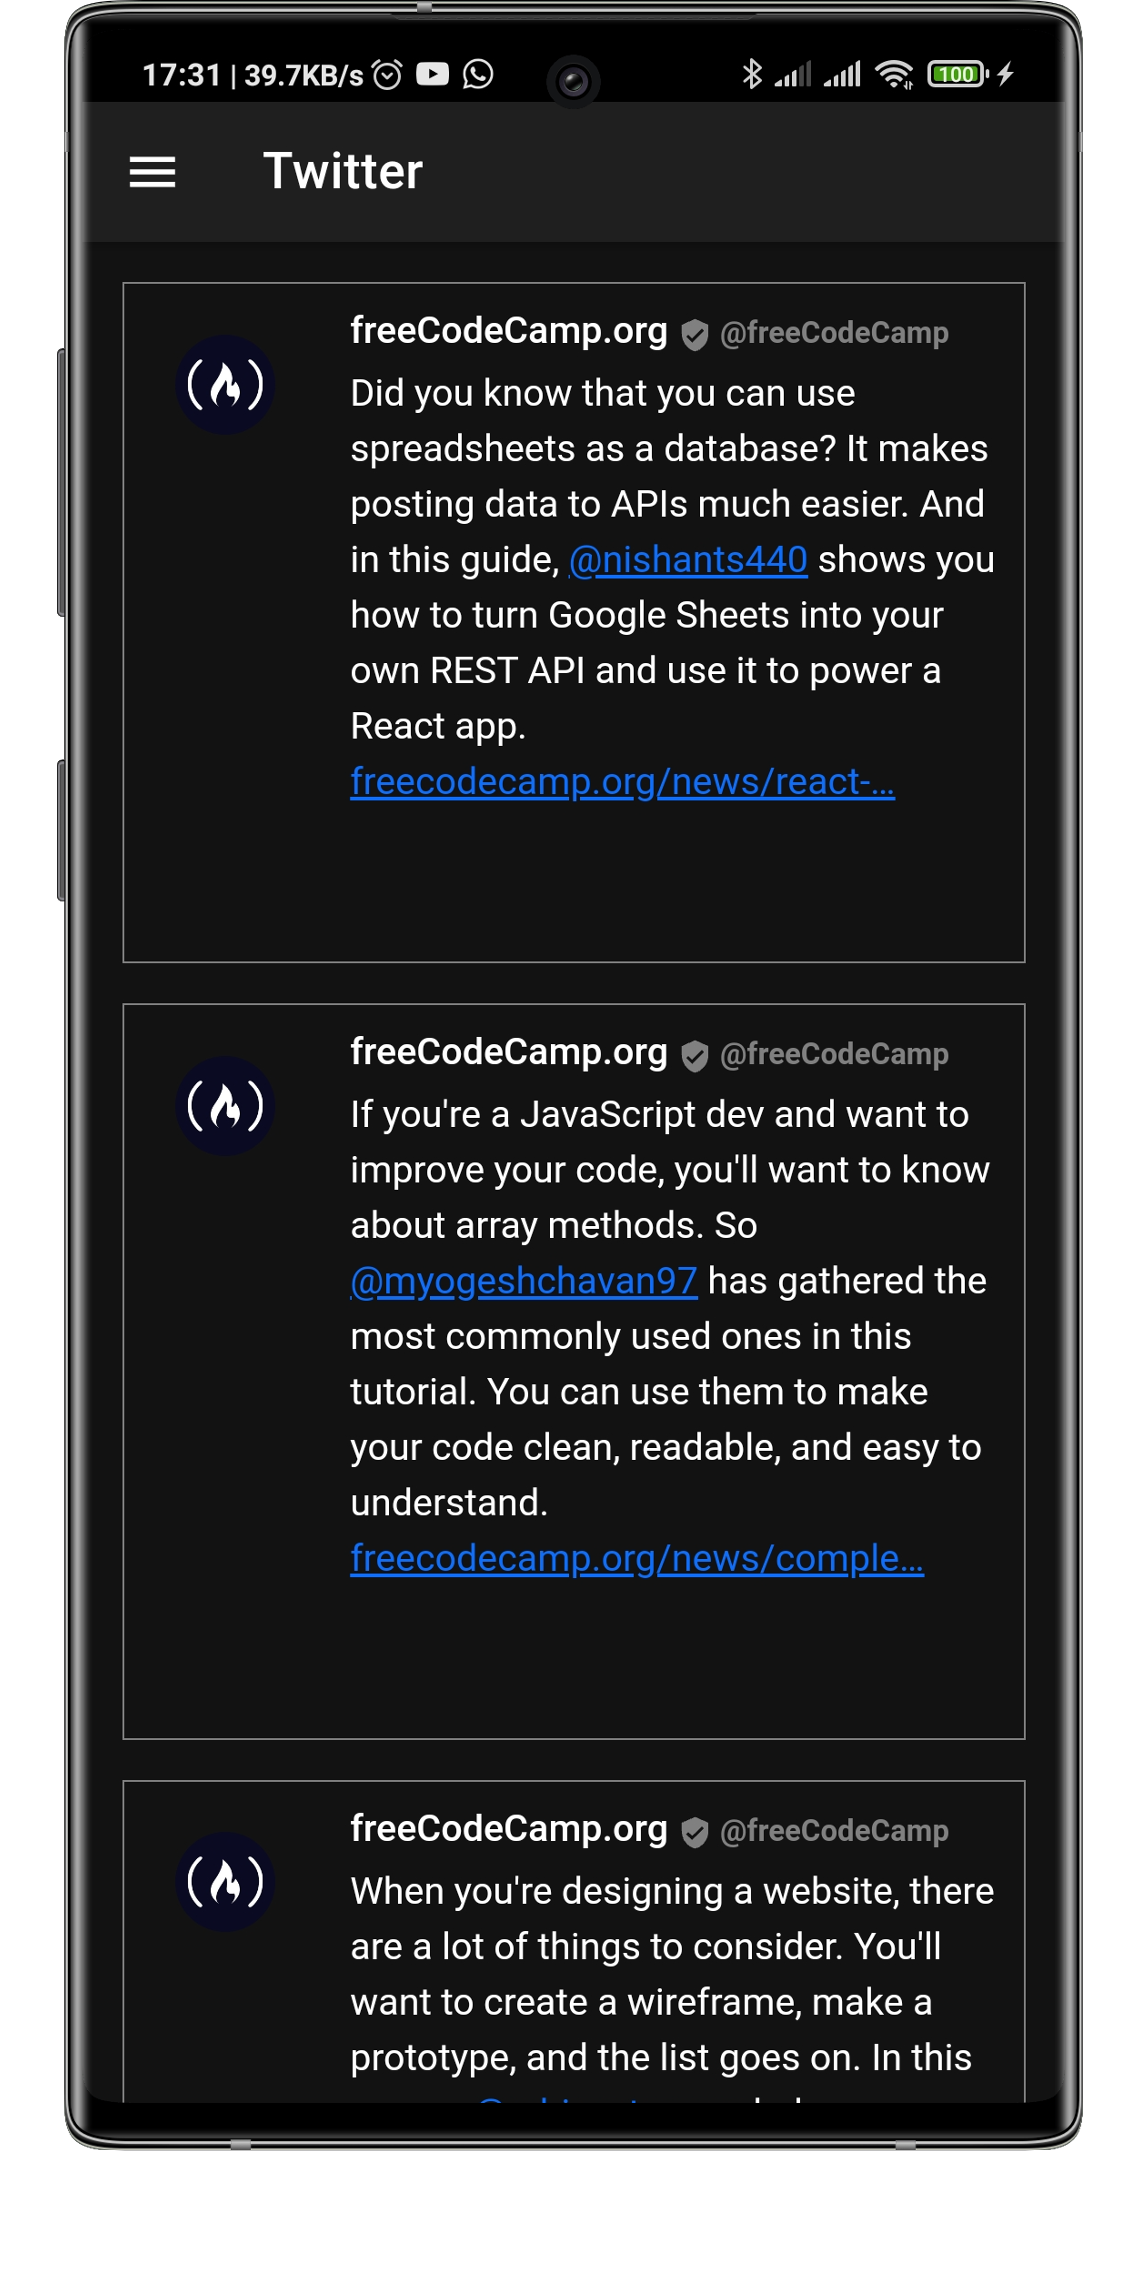 17:31 | 39.7KB/s
100
Twitter
freeCodeCamp.org @freeCodeCamp
Did you know that you can use
spreadsheets as a database? It makes
posting data to APIs much easier. And
in this guide, @nishants440 shows you
how to turn Google Sheets into your
own REST API and use it to power a
React app.
freecodecamp.org/news/react-...
freeCodeCamp.org @freeCodeCamp
If you're a JavaScript dev and want to
improve your code, you'll want to know
about array methods. So
@myogeshchavan97 has gathered the
most commonly used ones in this
tutorial. You can use them to make
your code clean, readable, and easy to
understand.
freecodecamp.org/news/comple...
freeCodeCamp.org @freeCodeCamp
When you're designing a website, there
are a lot of things to consider. You'll
want to create a wireframe, make a
prototype, and the list goes on. In this